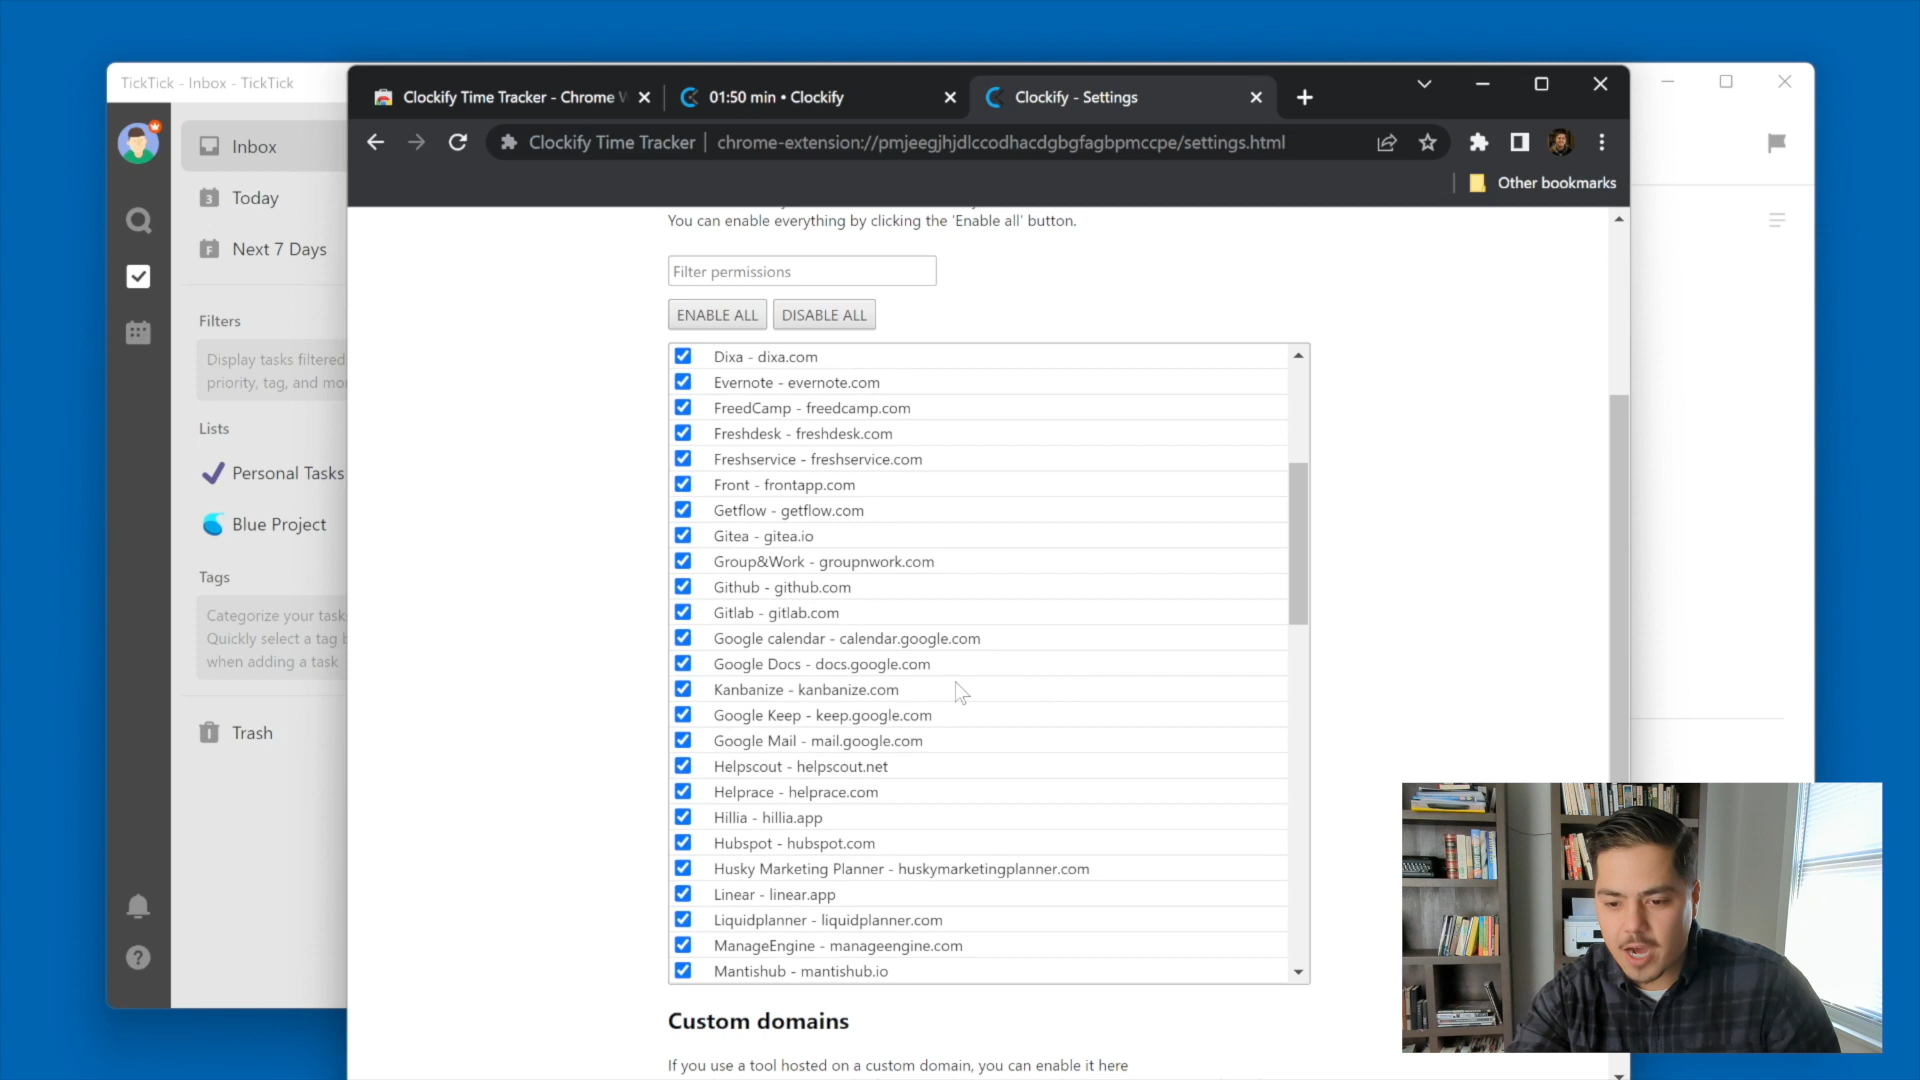 TickTick - Inbox - TickTick
Clockify Time Tracker - Chrome
01:50 min • Clockify
Clockify - Settings
Clockify Time Tracker | chrome-extension://pmjeegjhjdlccodhacdgbgfagbpmccpe/settings.html
Other bookmarks
Inbox
3 Today
F Next 7 Days
Filters
Display tasks filtered
priority, tag, and
Lists
Personal Tasks
Blue Project
Tags
Categorize your
Quickly select a tag
when adding a task
Trash
You can enable everything by clicking the 'Enable all' button.
Filter permissions
ENABLE ALL DISABLE ALL
Dixa - dixa.com
Evernote - evernote.com
FreedCamp - freedcamp.com
Freshdesk - freshdesk.com
Freshservice - freshservice.com
Front - frontapp.com
Getflow - getflow.com
Gitea - gitea.io
Group&Work - groupnwork.com
Github - github.com
Gitlab - gitlab.com
Google calendar - calendar.google.com
Google Docs - docs.google.com
Kanbanize - kanbanize.com
Google Keep - keep.google.com
Google Mail - mail.google.com
Helpscout - helpscout.net
Helprace - helprace.com
Hillia - hillia.app
Hubspot - hubspot.com
Husky Marketing Planner - huskymarketingplanner.com
Linear - linear.app
Liquidplanner - liquidplanner.com
ManageEngine - manageengine.com
Mantishub - mantishub.io
Custom domains
If you use a tool hosted on a custom domain, you can enable it here